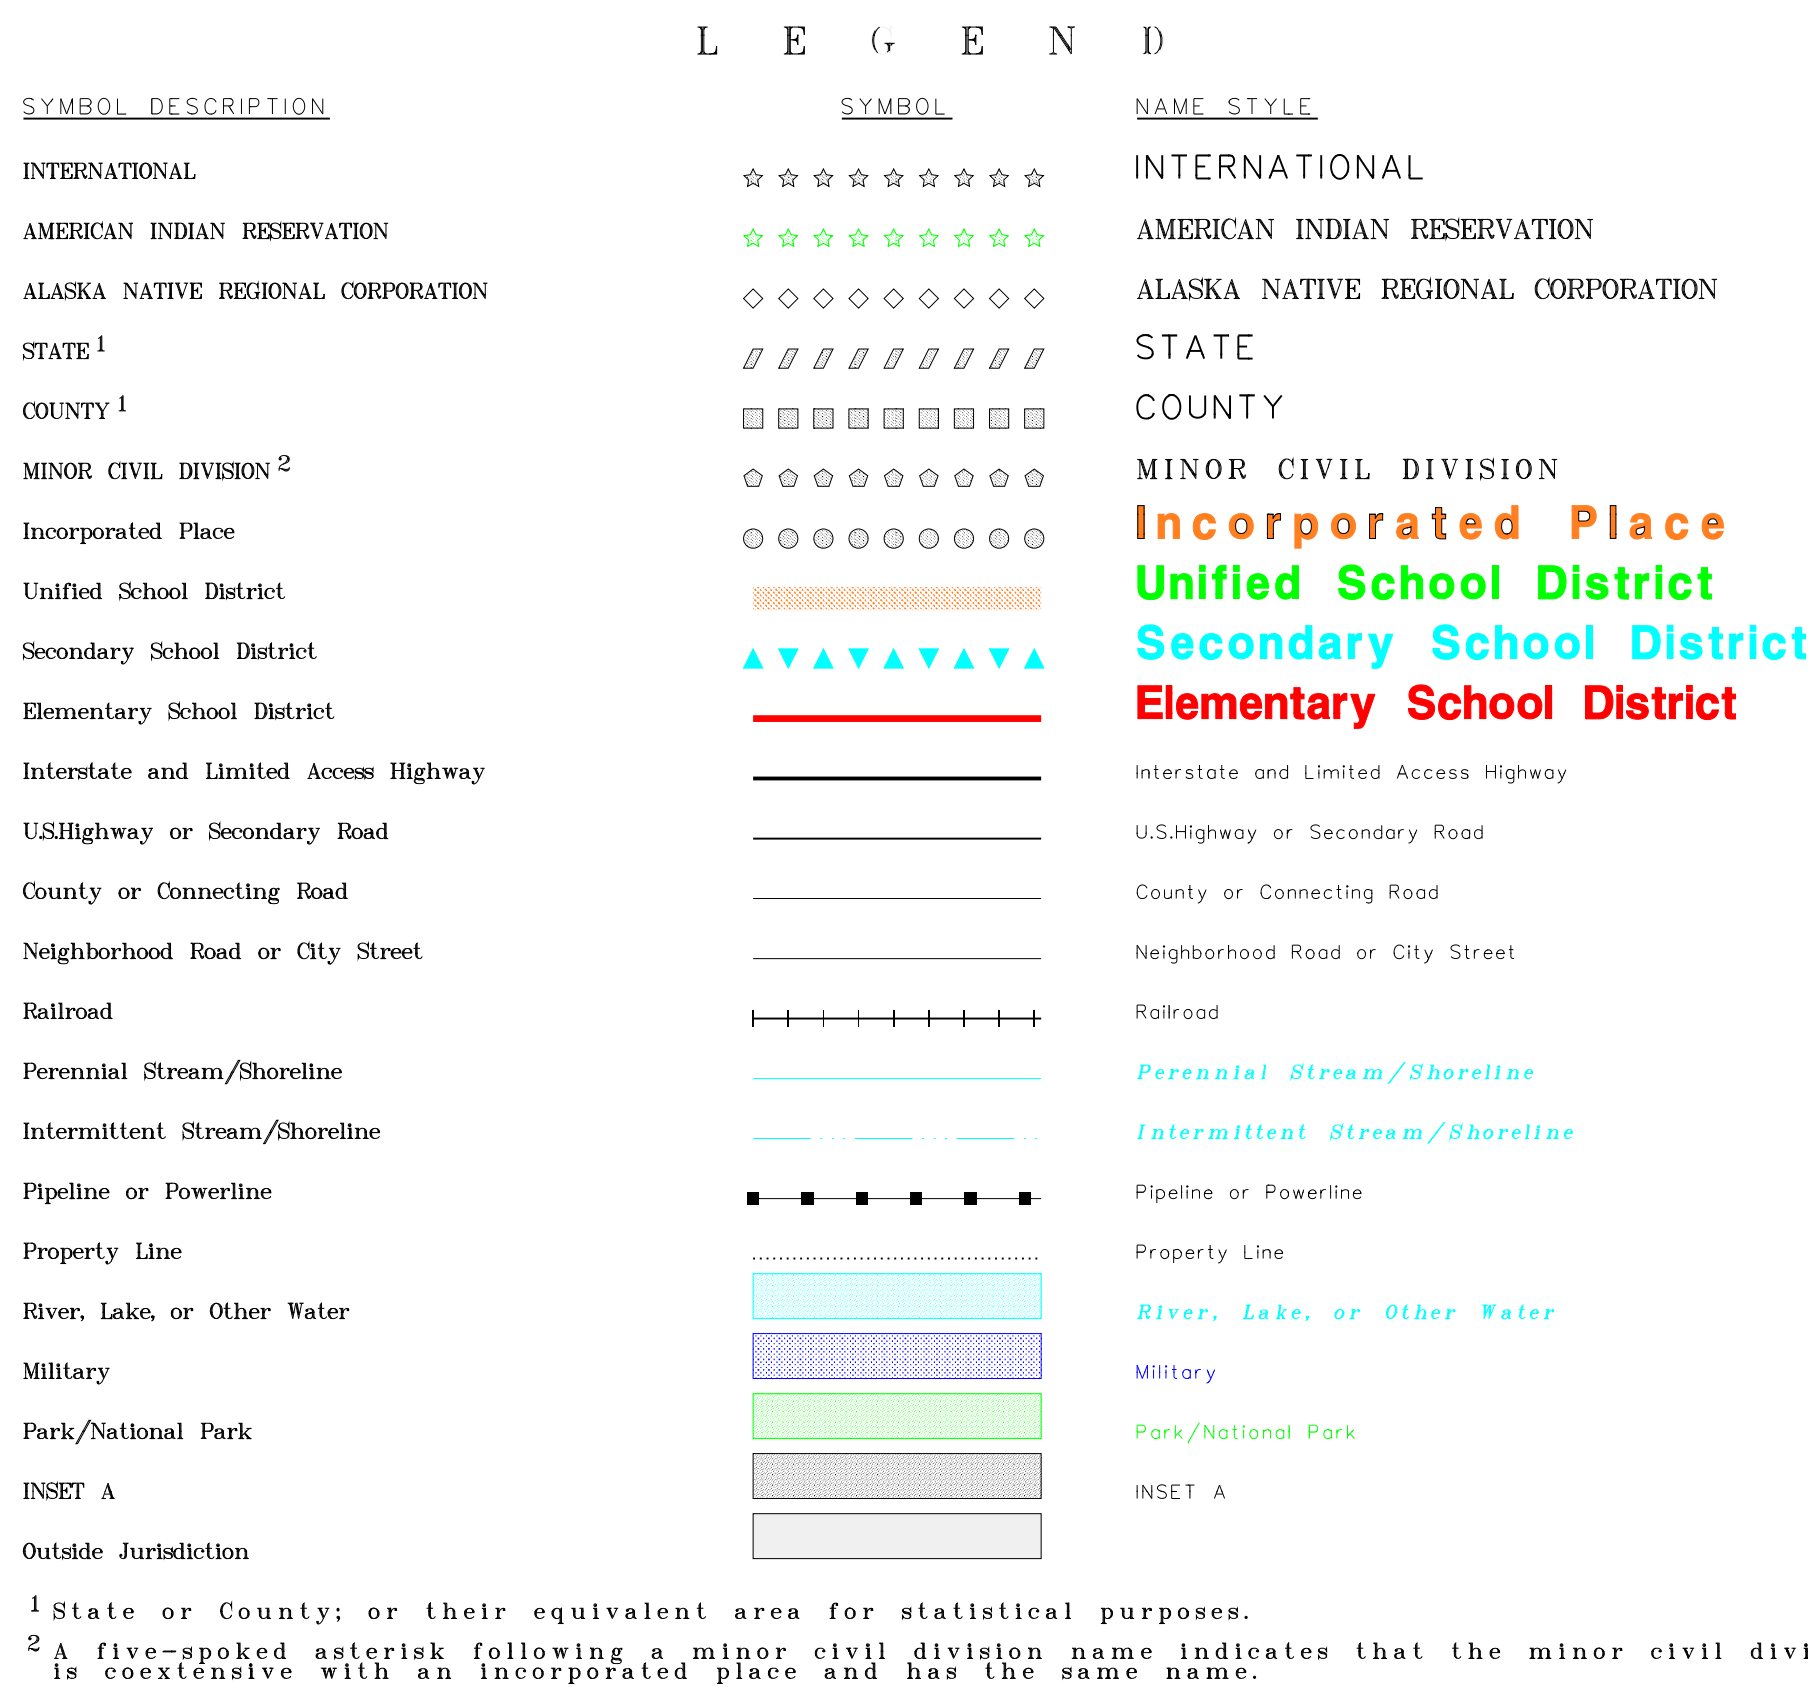 L E G E N D
SYMBOL DESCRIPTION SYMBOL NAME STYLE
INTERNATIONAL INTERNATIONAL
AMERICAN INDIAN RESERVATION AMERICAN INDIAN RESERVATION
ALASKA NATIVE REGIONAL CORPORATION ALASKA NATIVE REGIONAL CORPORATION
STATE 1 STATE
COUNTY 1 COUNTY
MINOR CIVIL DIVISION 2 MINOR CIVIL DIVISION
Incorporated Place Incorporated Place
Unified School District Unified School District
Secondary School District Secondary School District
Elementary School District Elementary School District
Interstate and Limited Access Highway Interstate and Limited Access Highway
U.S.Highway or Secondary Road U.S.Highway or Secondary Road
County or Connecting Road County or Connecting Road
Neighborhood Road or City Street Neighborhood Road or City Street
Railroad Railroad
Perennial Stream/Shoreline Perennial Stream/Shoreline
Intermittent Stream/Shoreline Intermittent Stream/Shoreline
Pipeline or Powerline Pipeline or Powerline
Property Line Property Line
River, Lake, or Other Water River, Lake, or Other Water
Military Military
Park/National Park Park/National Park
INSET A INSET A
Outside Jurisdiction
1 State or County; or their equivalent area for statistical purposes.
2 A five-spoked asterisk following a minor civil division name indicates that the minor civil divi
is coextensive with an incorporated place and has the same name.